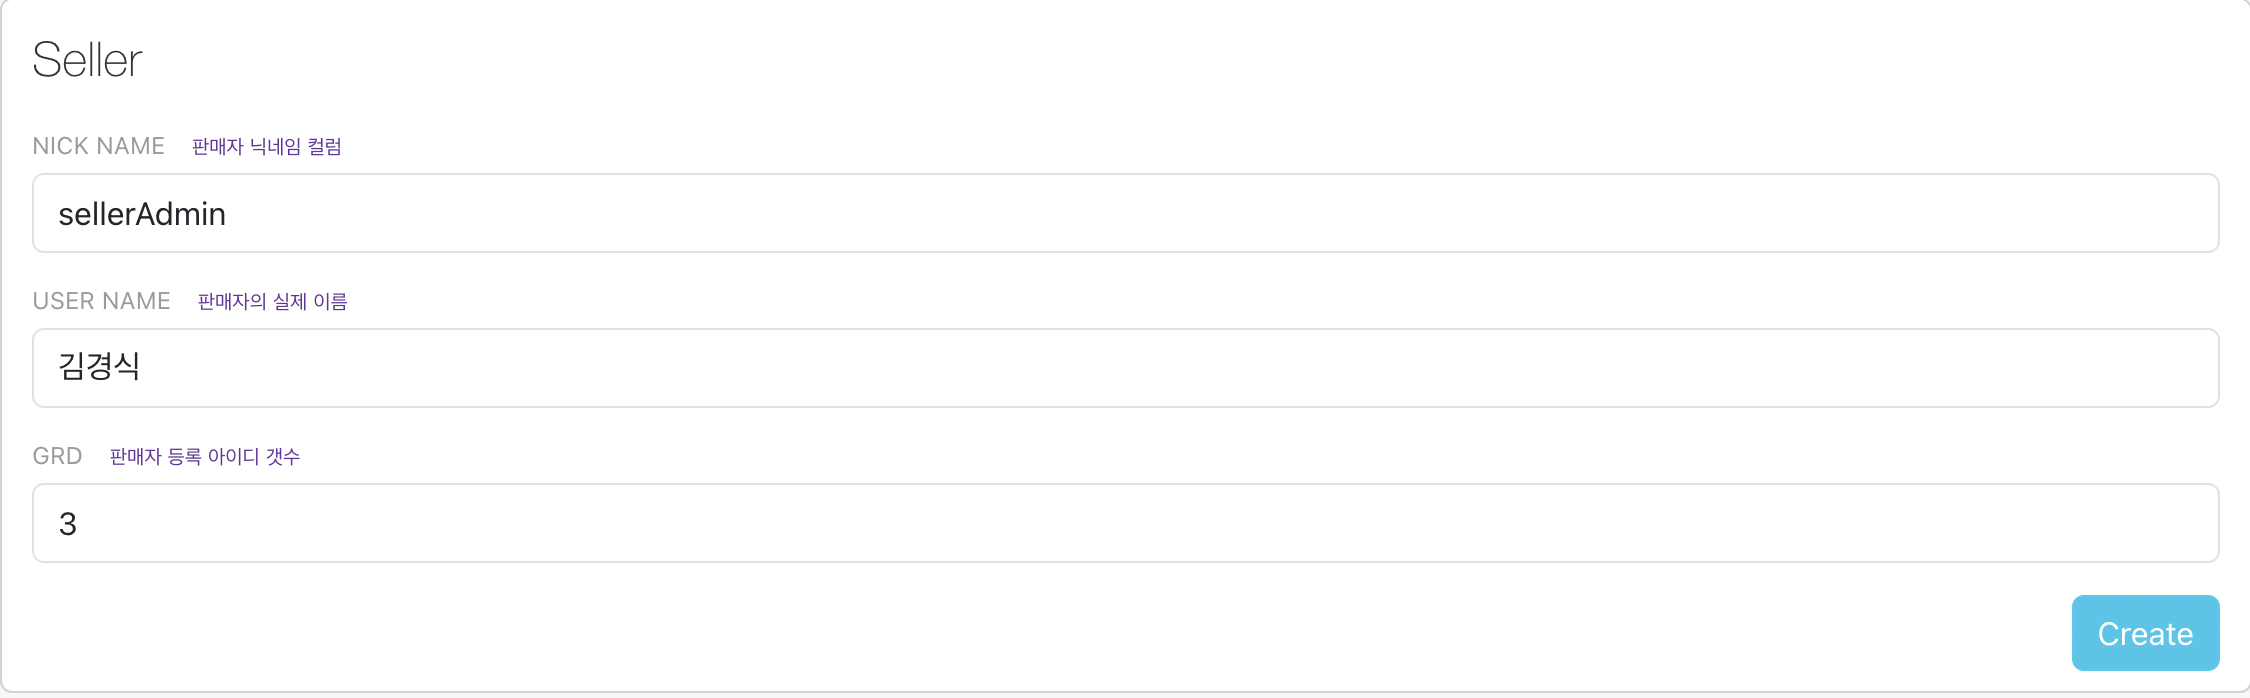 Seller
NICK NAME 판매자 닉네임 컬럼
sellerAdmin
USER NAME 판매자의 실제 이름
김경식
GRD 판매자 등록 아이디 갯수
3
Create